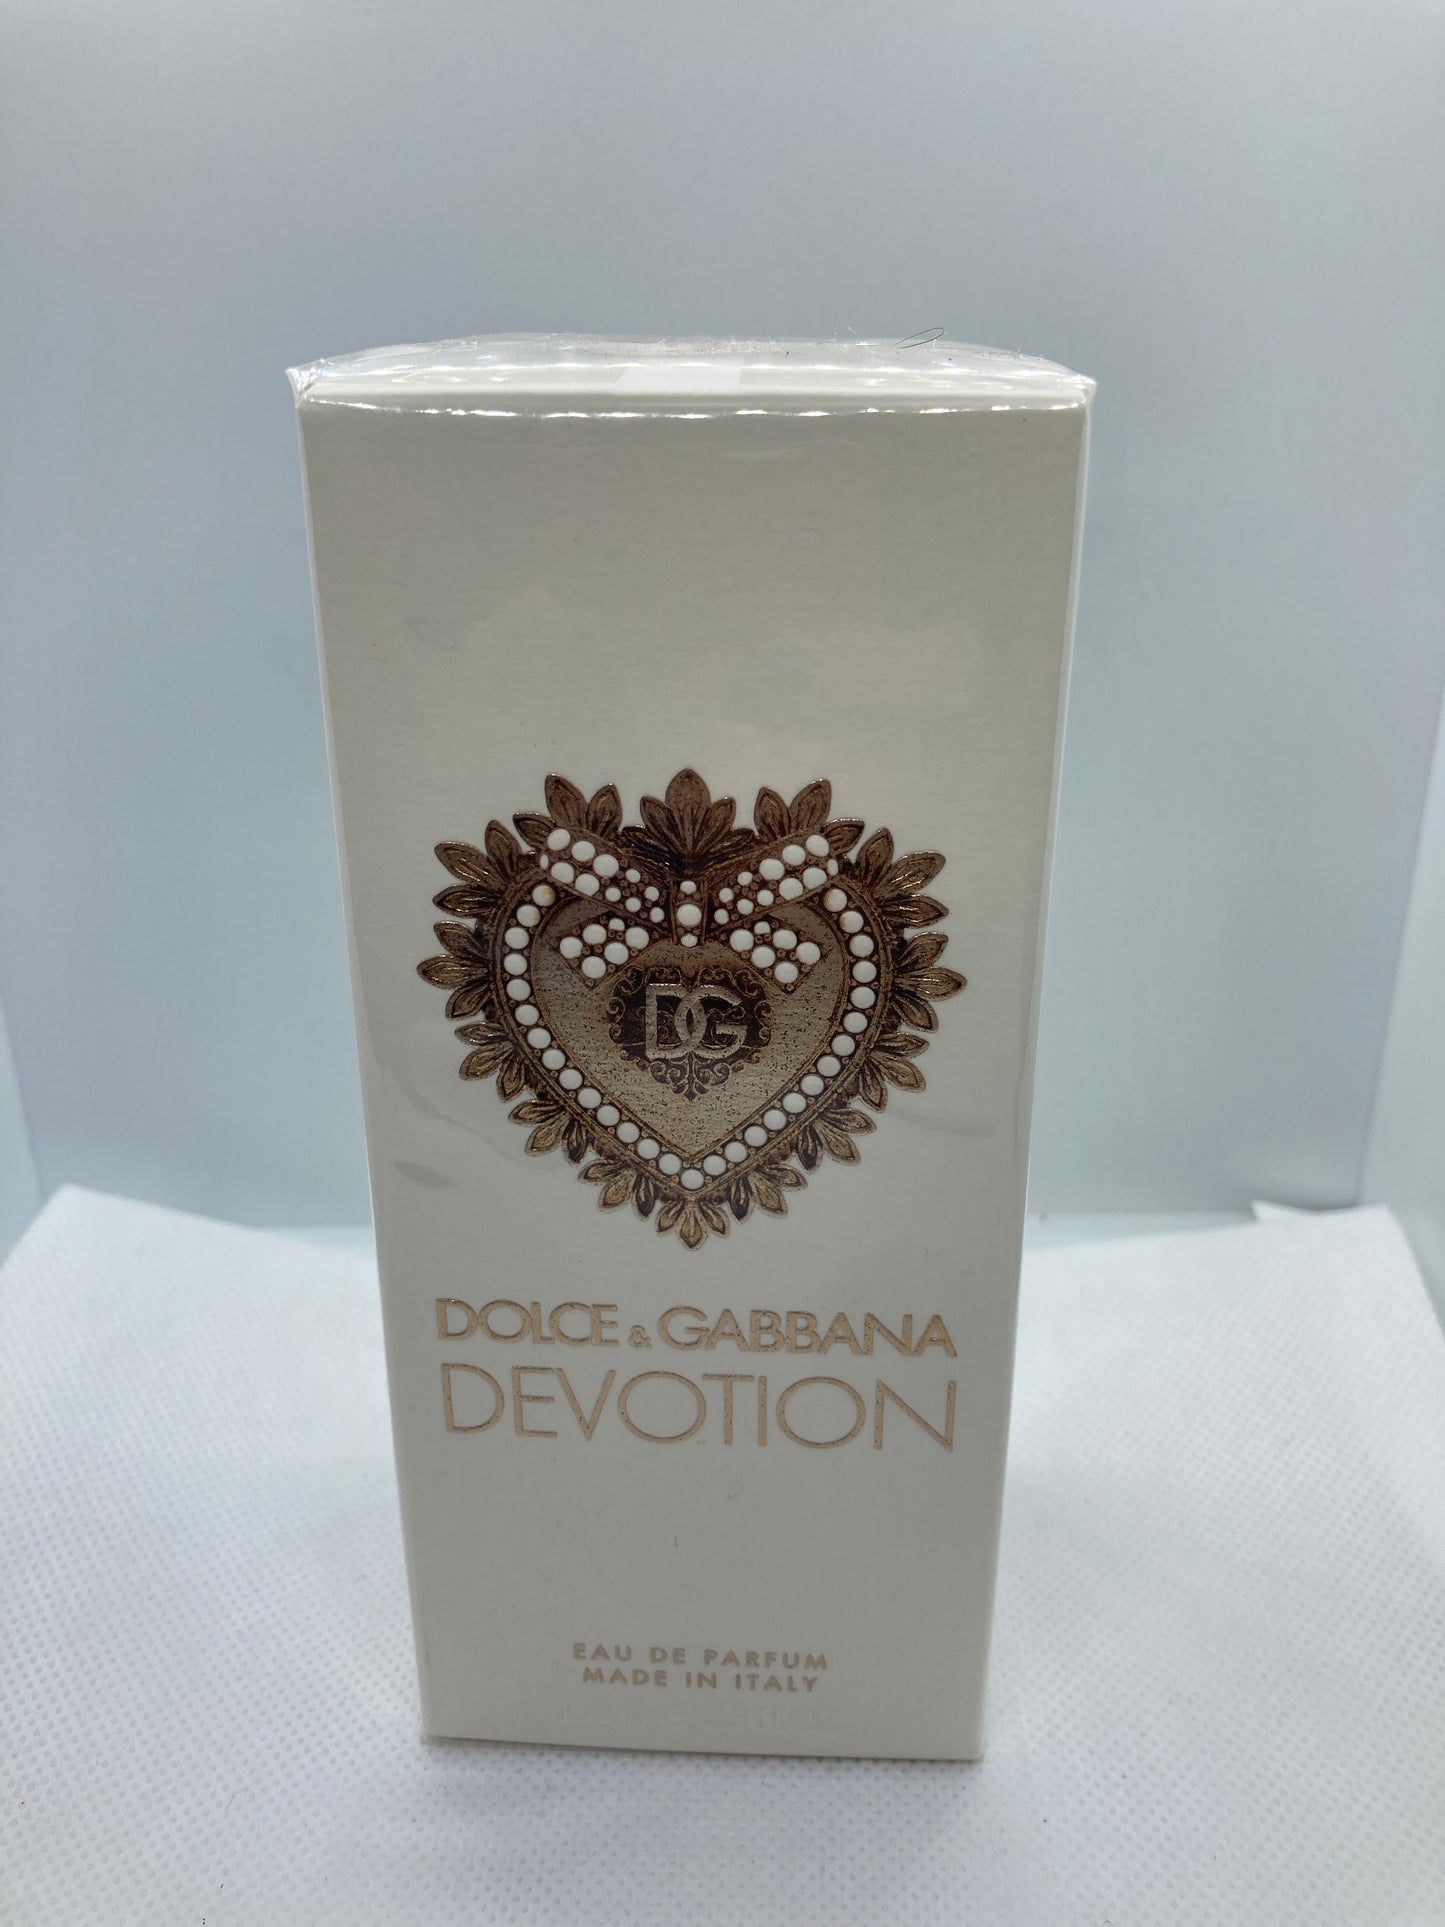 DG
DOLCE & GABBANA
DEVOTION
EAU DE PARFUM
MADE IN ITALY